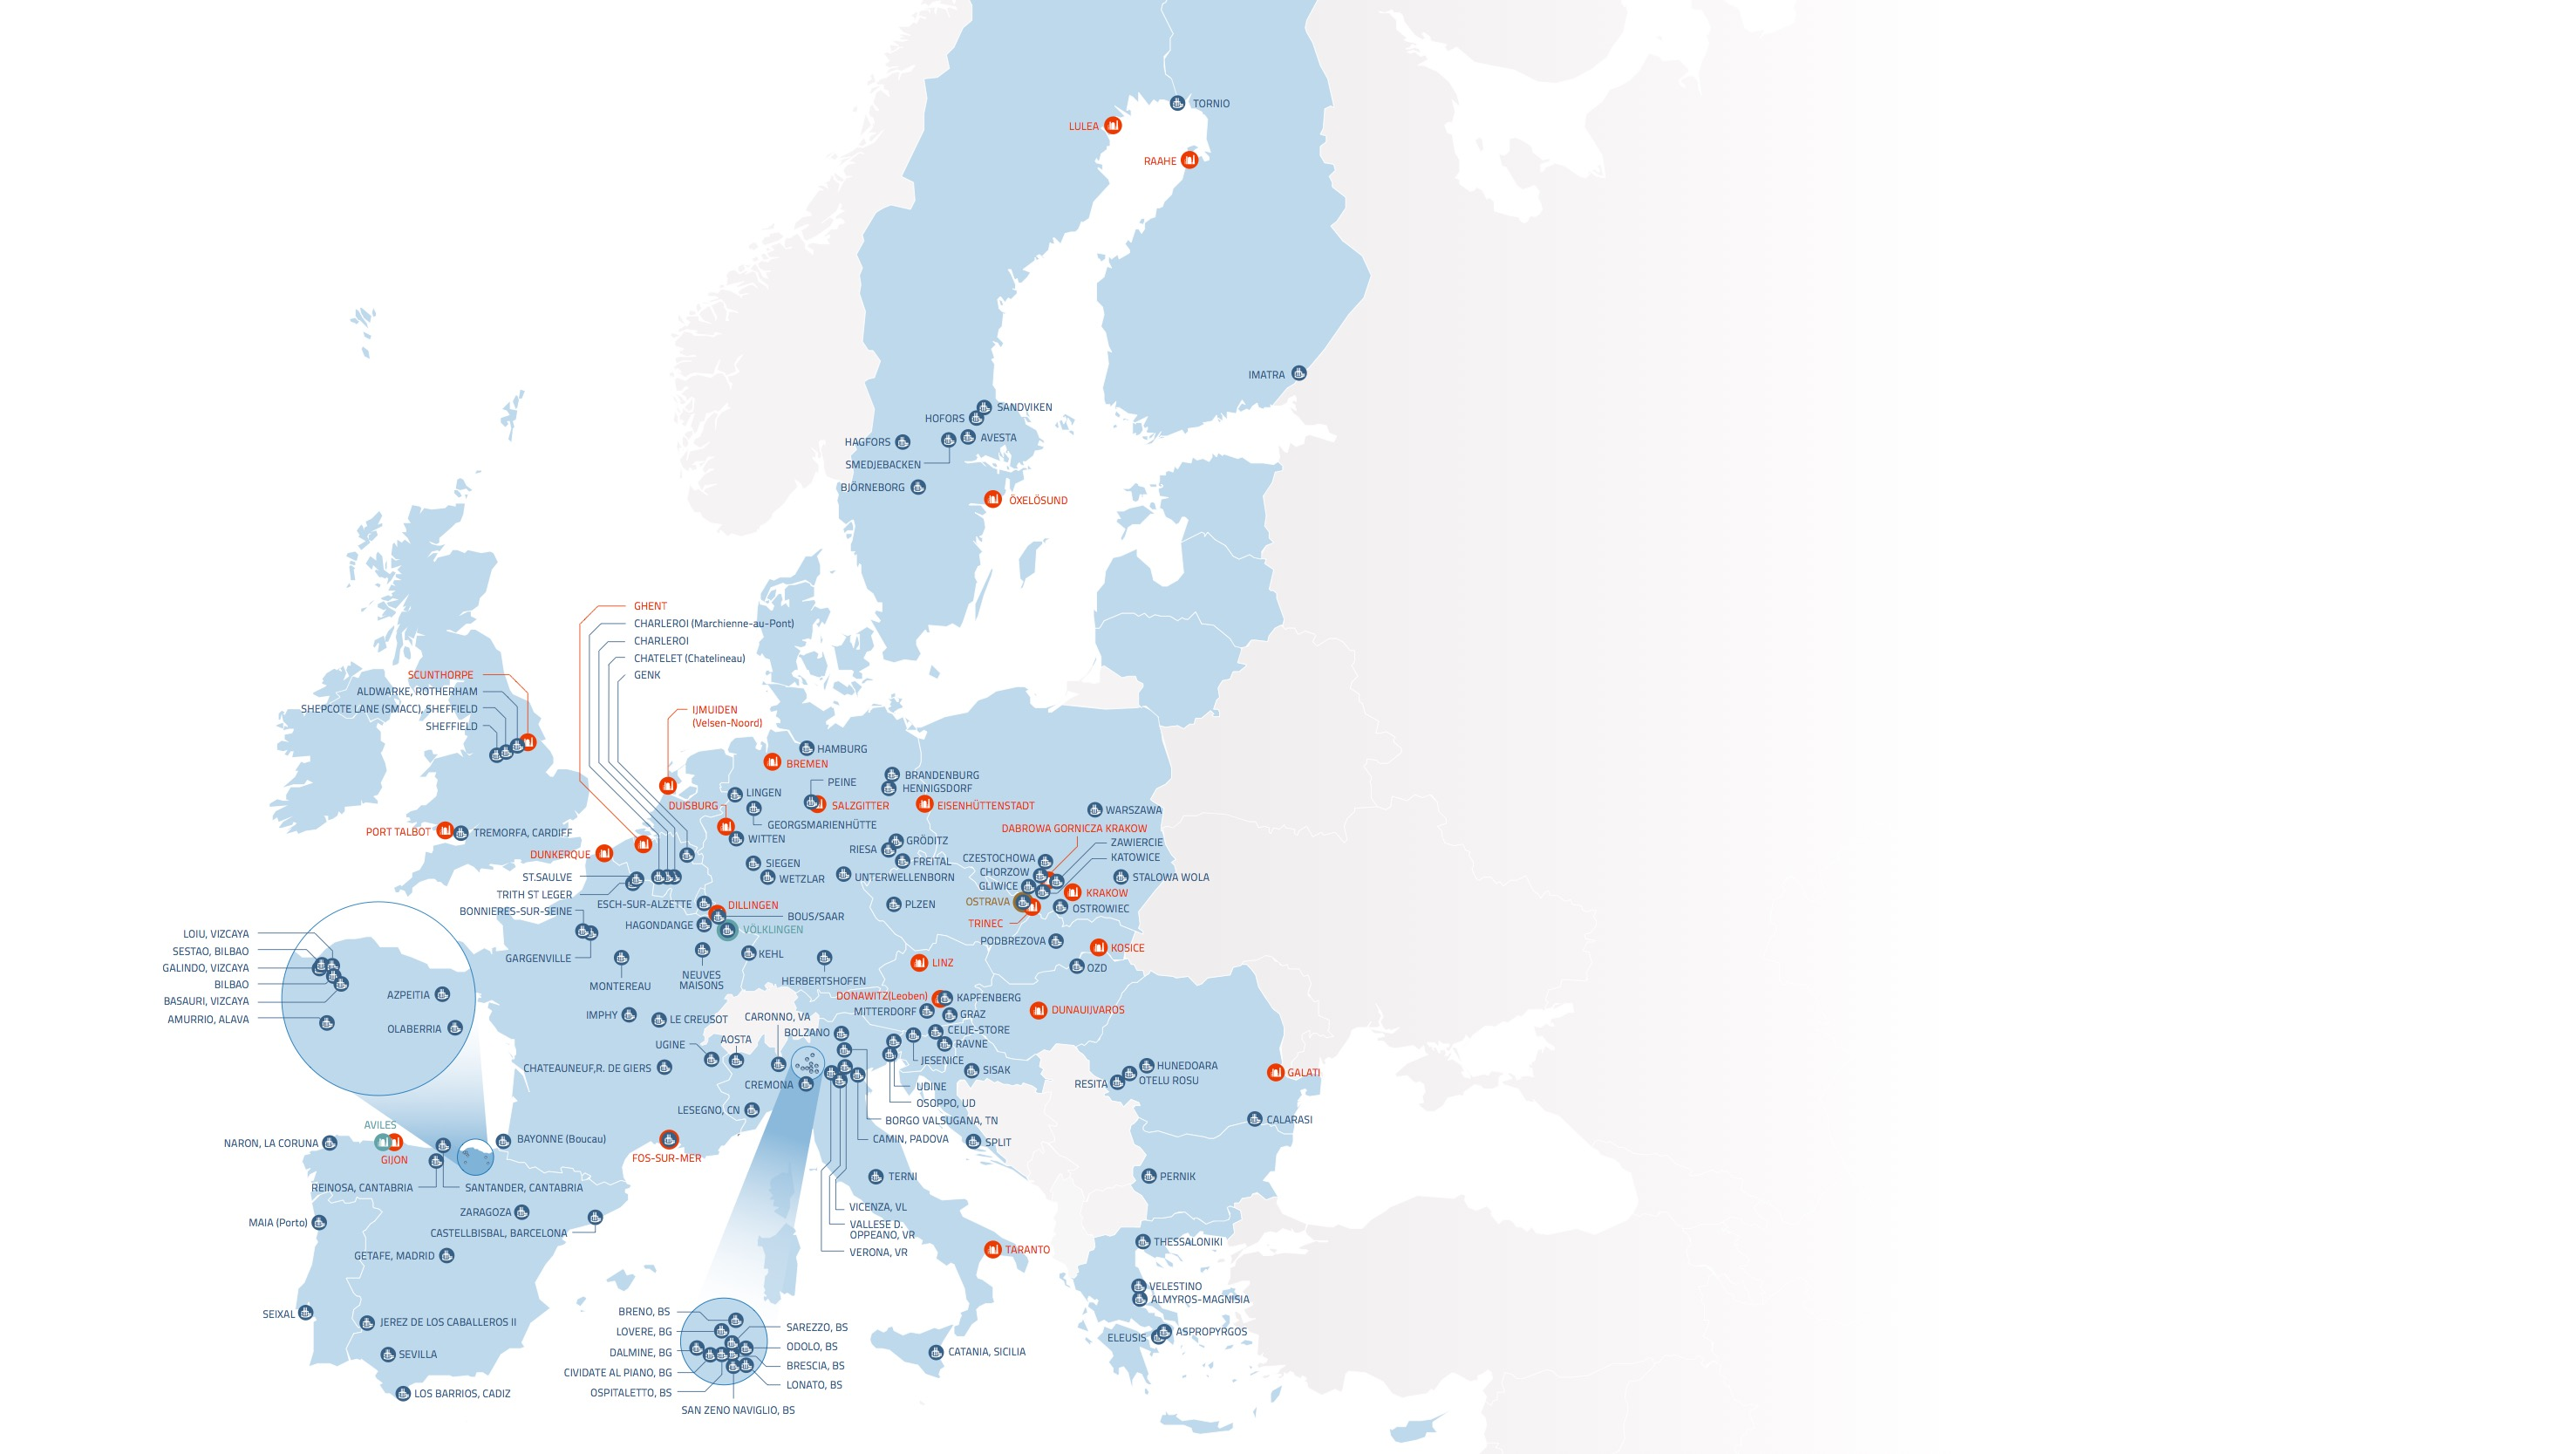 TORNIO
LULEA
RAAHE
IMATRA
SANDVIKEN
HOFORS
HAGFORS
AVESTA
SMEDJEBACKEN
BJÖRNEBORG
ÖXELÖSUND
GHENT
CHARLEROI (Marchienne-au-Pont)
CHARLEROI
CHATELET (Chatelineau)
GENK
SCUNTHORPE
ALDWARKE, ROTHERHAM
SHEPCOTE LANE (SMACC), SHEFFIELD
SHEFFIELD
IJMUIDEN
(Velsen-Noord)
HAMBURG
BREMEN
PEINE
BRANDENBURG
HENNIGSDORF
LINGEN
DUISBURG
SALZGITTER
EISENHÜTTENSTADT
WARSZAWA
GEORGSMARIENHÜTTE
DABROWA GORNICZA KRAKOW
PORT TALBOT
TREMORFA, CARDIFF
WITTEN
GRÖDITZ
ZAWIERCIE
RIESA
DUNKERQUE
CZESTOCHOWA
KATOWICE
SIEGEN
FREITAL
CHORZOW
ST.SAULVE
WETZLAR
UNTERWELLENBORN
STALOWA WOLA
GLIWICE
TRITH ST LEGER
KRAKOW
ESCH-SUR-ALZETTE
DILLINGEN
PLZEN
OSTRAVA
OSTROWIEC
BONNIERES-SUR-SEINE
BOUS/SAAR
HAGONDANGE
TRINEC
VÖLKLINGEN
LOIU, VIZCAYA
PODBREZOVA
KOSICE
SESTAO, BILBAO
GARGENVILLE
KEHL
LINZ
GALINDO, VIZCAYA
OZD
NEUVES
MAISONS
HERBERTSHOFEN
BILBAO
MONTEREAU
AZPEITIA
DONAWITZ(Leoben)
KAPFENBERG
BASAURI, VIZCAYA
MITTERDORF
GRAZ
DUNAUIJVAROS
AMURRIO, ALAVA
IMPHY
LE CREUSOT
CARONNO, VA
OLABERRIA
BOLZANO
CELJE-STORE
AOSTA
UGINE
RAVNE
JESENICE
CHATEAUNEUF,R. DE GIERS
SISAK
HUNEDOARA
GALATI
CREMONA
UDINE
RESITA
OTELU ROSU
OSOPPO, UD
LESEGNO, CN
BORGO VALSUGANA, TN
CALARASI
AVILES
NARON, LA CORUNA
BAYONNE (Boucau)
CAMIN, PADOVA
SPLIT
GIJON
FOS-SUR-MER
TERNI
PERNIK
REINOSA, CANTABRIA
SANTANDER, CANTABRIA
VICENZA, VL
ZARAGOZA
MAIA (Porto)
VALLESE D.
OPPEANO, VR
CASTELLBISBAL, BARCELONA
THESSALONIKI
VERONA, VR
TARANTO
GETAFE, MADRID
VELESTINO
ALMYROS-MAGNISIA
SEIXAL
BRENO, BS
JEREZ DE LOS CABALLEROS II
SAREZZO, BS
LOVERE, BG
ASPROPYRGOS
ELEUSIS
ODOLO, BS
DALMINE, BG
CATANIA, SICILIA
SEVILLA
BRESCIA, BS
CIVIDATE AL PIANO, BG
LONATO, BS
OSPITALETTO, BS
LOS BARRIOS, CADIZ
SAN ZENO NAVIGLIO, BS